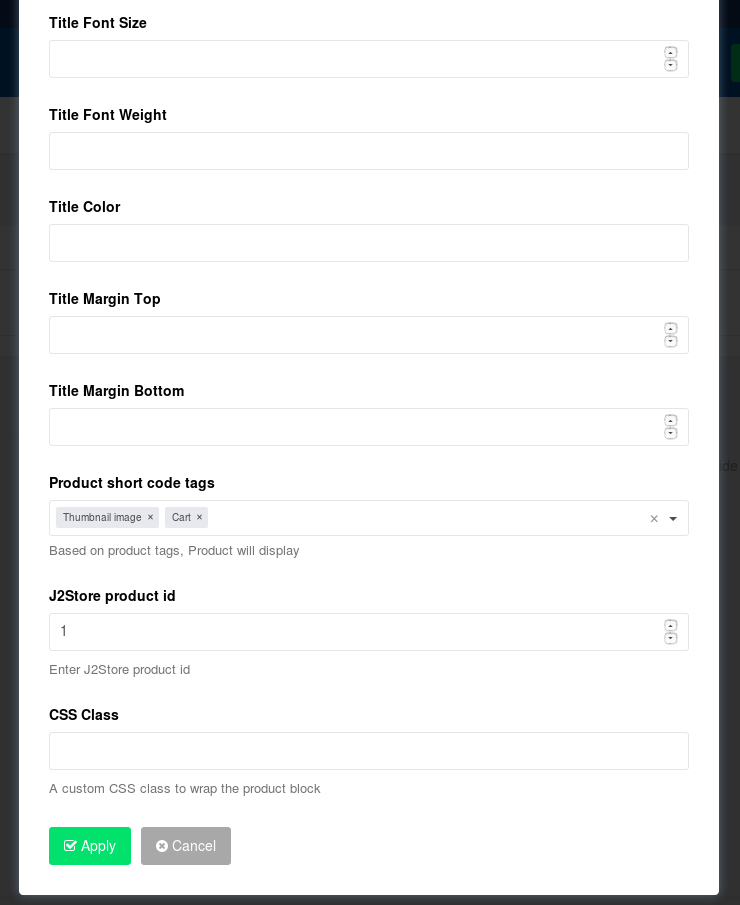 Title Font Size
Title Font Weight
Title Color
Title Margin Top
Title Margin Bottom
Product short code tags
Thumbnail image × Cart × ×
Based on product tags, Product will display
J2Store product id
1
Enter J2Store product id
CSS Class
A custom CSS class to wrap the product block
Apply Cancel